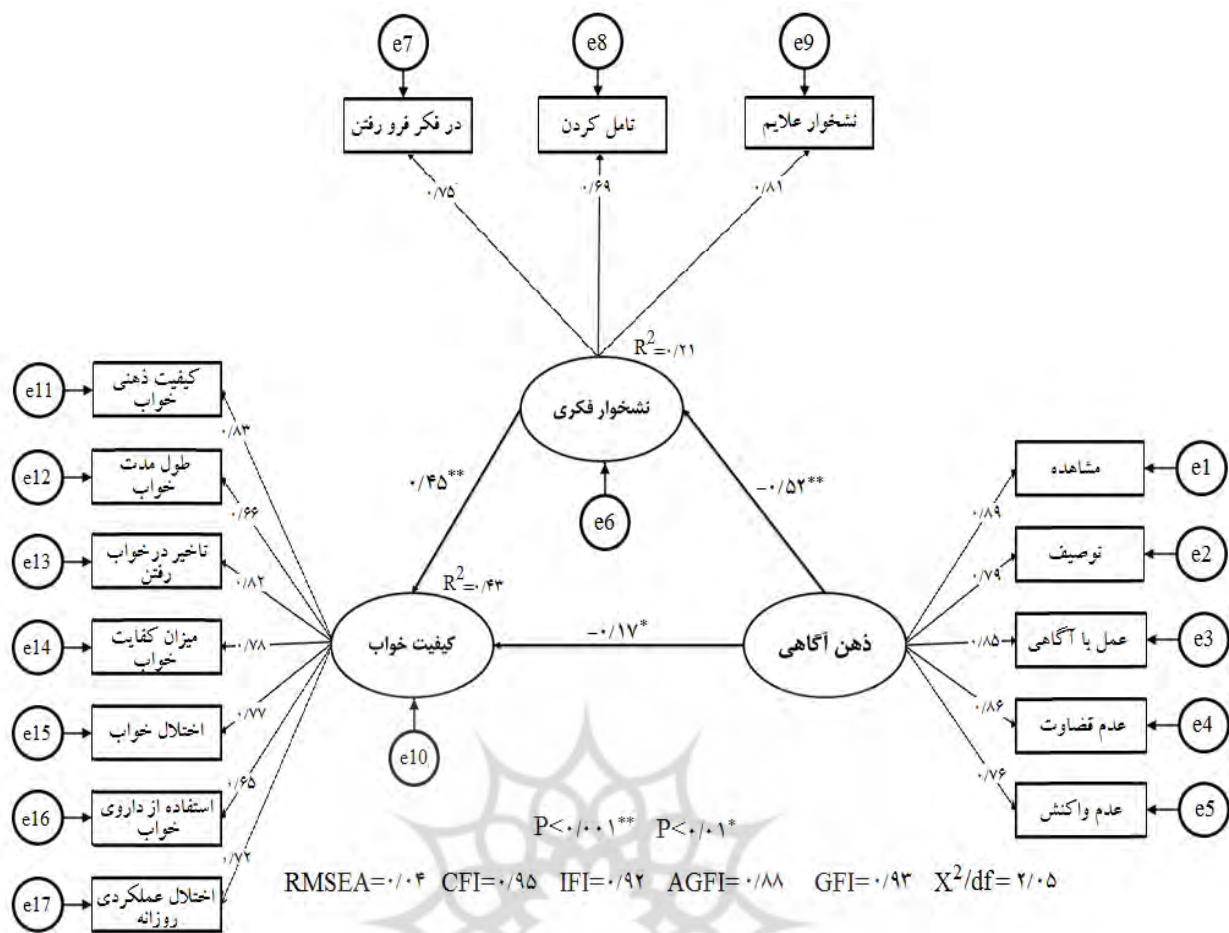 e7
e8
e9
در فکر فرو رفتن
تامل کردن
نشخوار علایم
۰/۷۵
۰/۶۹
۰/۸۱
R²=۰/۲۱
نشخوار فکری
e6
۰/۴۵**
–۰/۵۲**
–۰/۱۷*
R²=۰/۴۳
کیفیت خواب
e10
ذهن آگاهی
e11
کیفیت ذهنی
خواب
۰/۸۳
e12
طول مدت
خواب
۰/۶۶
e13
تاخیر درخواب
رفتن
۰/۸۲
e14
میزان کفایت
خواب
۰/۷۸
e15
اختلال خواب
۰/۷۷
e16
استفاده از داروی
خواب
۰/۶۵
e17
اختلال عملکردی
روزانه
۰/۷۲
مشاهده
e1
۰/۸۹
توصیف
e2
۰/۷۹
عمل با آگاهی
e3
۰/۸۵
عدم قضاوت
e4
۰/۸۶
عدم واکنش
e5
۰/۷۶
P<۰/۰۰۱** P<۰/۰۱*
RMSEA=۰/۰۴ CFI=۰/۹۵ IFI=۰/۹۲ AGFI=۰/۸۸ GFI=۰/۹۳ X²/df=۲/۰۵